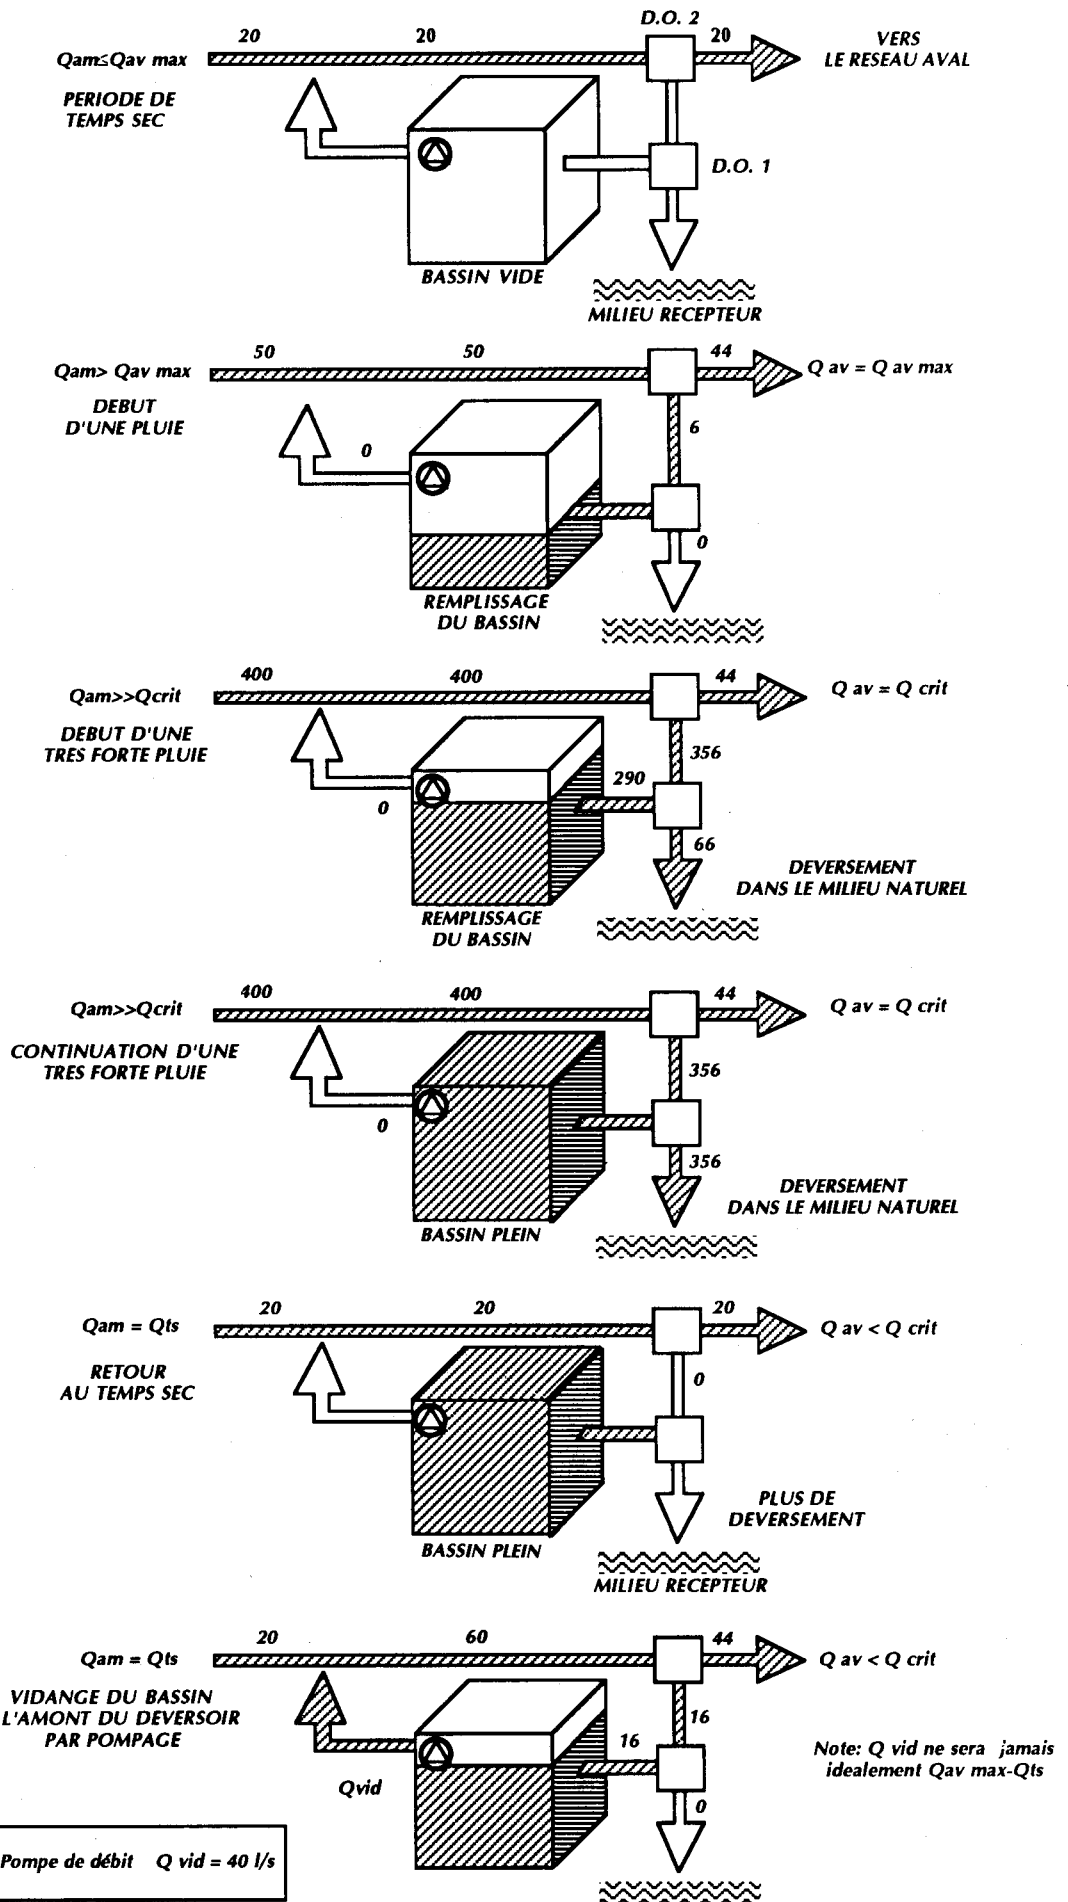 D.O. 2
20 20 20 VERS
Qam≤Qav max LE RESEAU AVAL
PERIODE DE
TEMPS SEC
D.O. 1
BASSIN VIDE
MILIEU RECEPTEUR
50 50 44
Qam> Qav max Q av = Q av max
DEBUT
D'UNE PLUIE
0 6
0
REMPLISSAGE
DU BASSIN
400 400 44
Qam>>Qcrit Q av = Q crit
DEBUT D'UNE
TRES FORTE PLUIE
356
290
0
66
DEVERSEMENT
DANS LE MILIEU NATUREL
REMPLISSAGE
DU BASSIN
400 400 44
Qam>>Qcrit Q av = Q crit
CONTINUATION D'UNE
TRES FORTE PLUIE
356
0
356
DEVERSEMENT
DANS LE MILIEU NATUREL
BASSIN PLEIN
20 20 20
Qam = Qts Q av < Q crit
RETOUR
AU TEMPS SEC
0
PLUS DE
DEVERSEMENT
BASSIN PLEIN
MILIEU RECEPTEUR
20 60 44
Qam = Qts Q av < Q crit
VIDANGE DU BASSIN
L'AMONT DU DEVERSOIR
PAR POMPAGE
16
16
Note: Q vid ne sera jamais
idealement Qav max-Qts
Qvid
0
Pompe de débit Q vid = 40 l/s